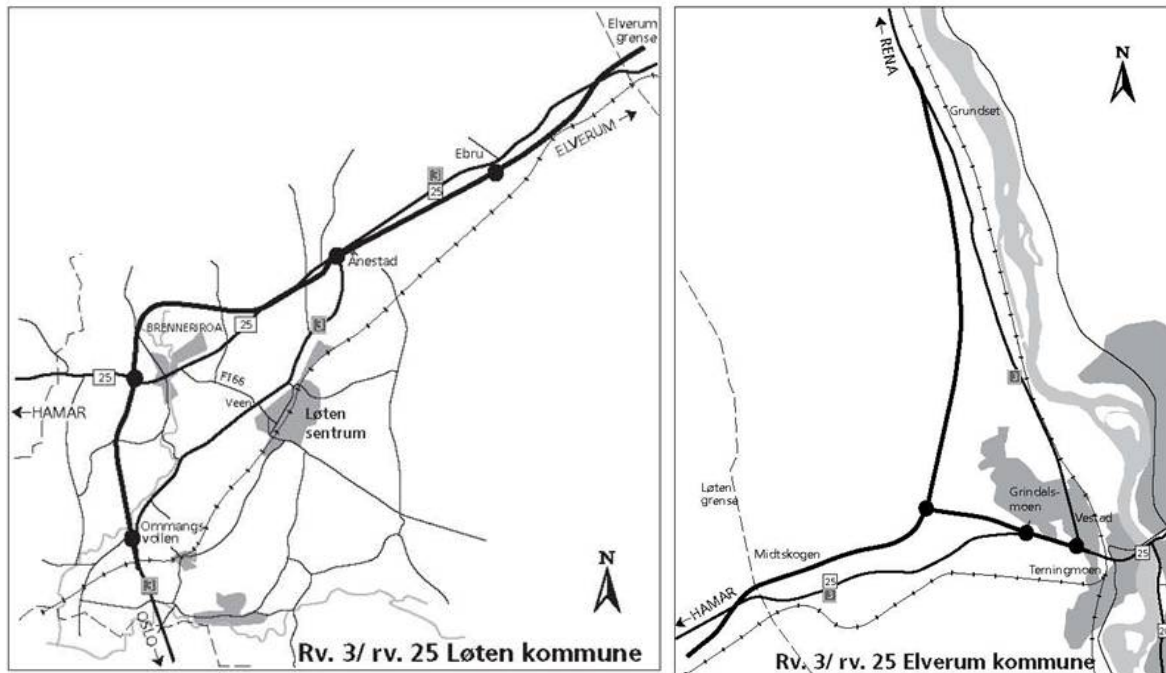 Elverum
grense
ELVERUM →
Ebru
3
25
Ånestad
BRENNERIROA
25
3
25
F166
Veen
← HAMAR
Løten
sentrum
Ommangs-
vollen
3
OSLO →
N
Rv. 3/ rv. 25 Løten kommune
← RENA
N
Grundset
3
Løten
grense
Grindals-
moen
Vestad
25
Midtskogen
Terningmoen
25
3
← HAMAR
Rv. 3/ rv. 25 Elverum kommune